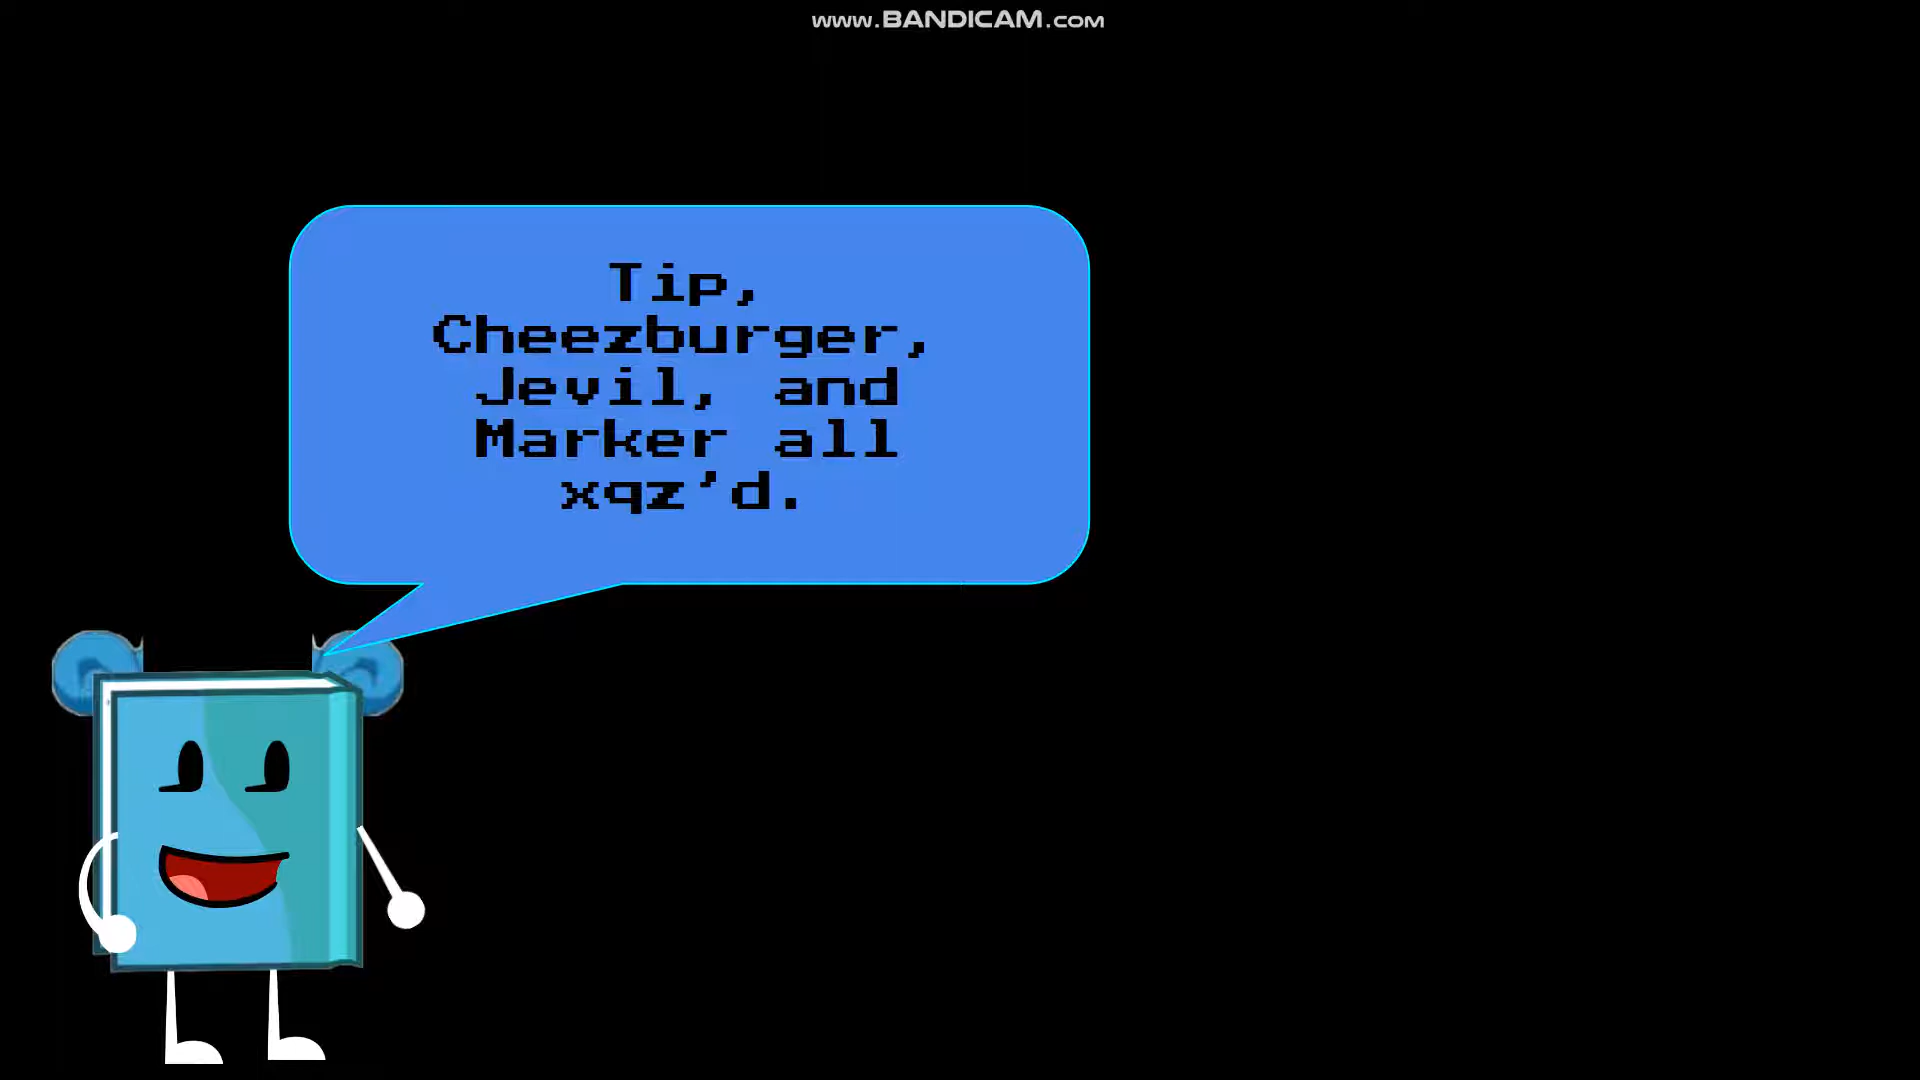 www.BANDICAM.com
Tip,
Cheezburger,
Jevil, and
Marker all
xqz'd.